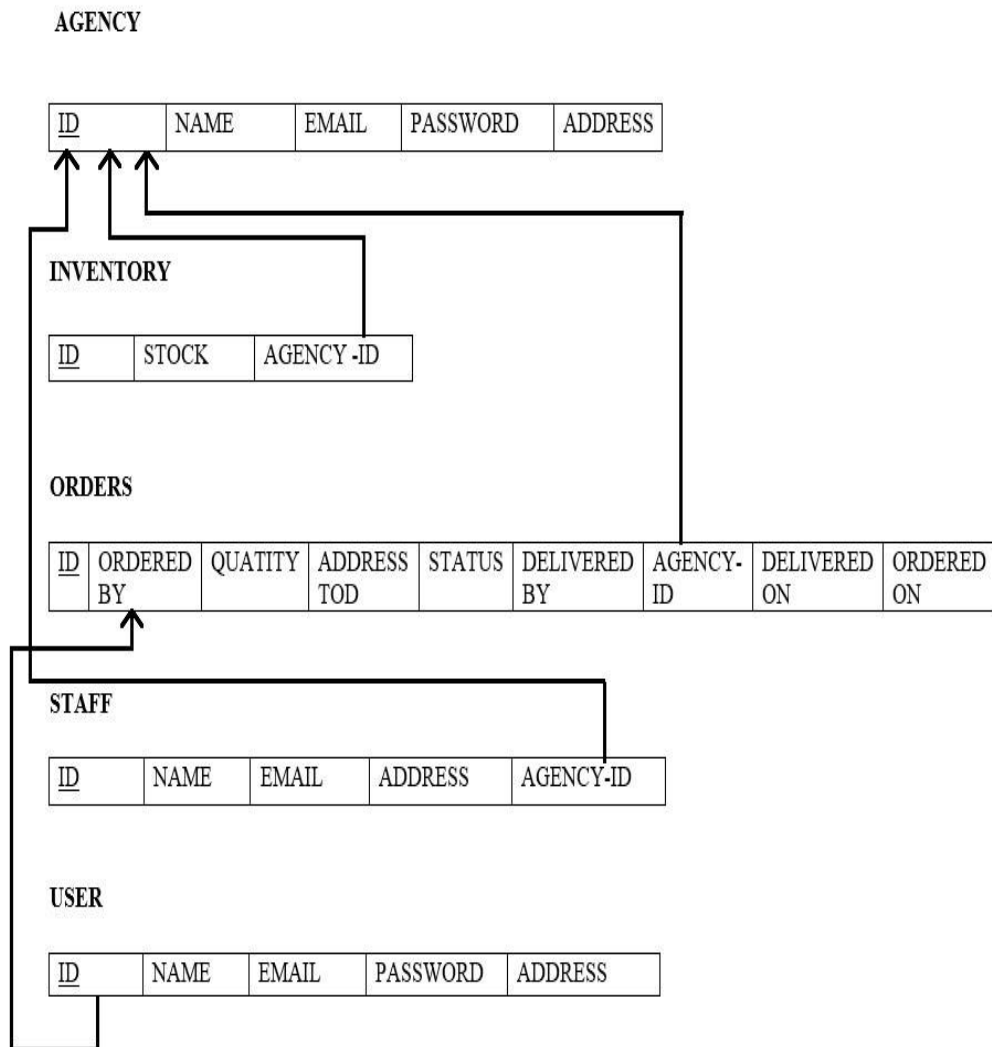 AGENCY
ID NAME EMAIL PASSWORD ADDRESS
INVENTORY
ID STOCK AGENCY -ID
ORDERS
ID ORDERED BY QUATITY ADDRESS TOD STATUS DELIVERED BY AGENCY-ID DELIVERED ON ORDERED ON
STAFF
ID NAME EMAIL ADDRESS AGENCY-ID
USER
ID NAME EMAIL PASSWORD ADDRESS